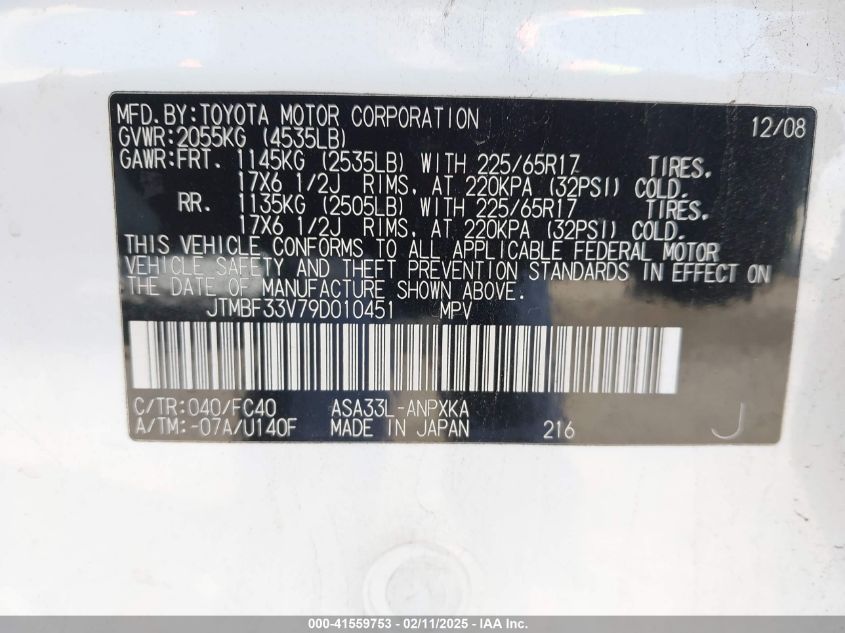 MFD.BY:TOYOTA MOTOR CORPORATION 12/08
GVWR:2055KG (4535LB)
GAWR:FRT. 1145KG (2535LB) WITH 225/65R17 TIRES.
17X6 1/2J RIMS, AT 220KPA (32PSI) COLD.
RR. 1135KG (2505LB) WITH 225/65R17 TIRES.
17X6 1/2J RIMS, AT 220KPA (32PSI) COLD.
THIS VEHICLE CONFORMS TO ALL APPLICABLE FEDERAL MOTOR
VEHICLE SAFETY AND THEFT PREVENTION STANDARDS IN EFFECT ON
THE DATE OF MANUFACTURE SHOWN ABOVE.
JTMBF33V79D010451 MPV
C/TR:040/FC40 ASA33L-ANPXKA
A/TM:-07A/U140F MADE IN JAPAN 216 J
000-41559753 - 02/11/2025 - IAAI.com